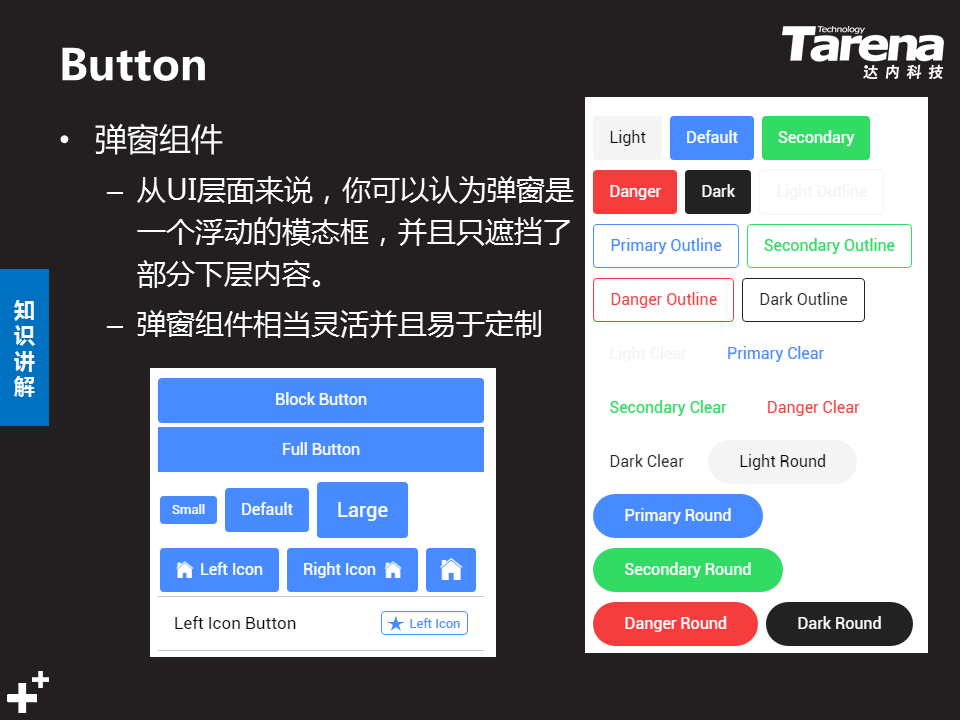 Button
Technology
Tarena
达内科技
• 弹窗组件
– 从UI层面来说，你可以认为弹窗是
一个浮动的模态框，并且只遮挡了
部分下层内容。
– 弹窗组件相当灵活并且易于定制
知识讲解
Block Button
Full Button
Small Default Large
Left Icon Right Icon
Left Icon Button Left Icon
Light Default Secondary
Danger Dark Light Outline
Primary Outline Secondary Outline
Danger Outline Dark Outline
Light Clear Primary Clear
Secondary Clear Danger Clear
Dark Clear Light Round
Primary Round
Secondary Round
Danger Round Dark Round